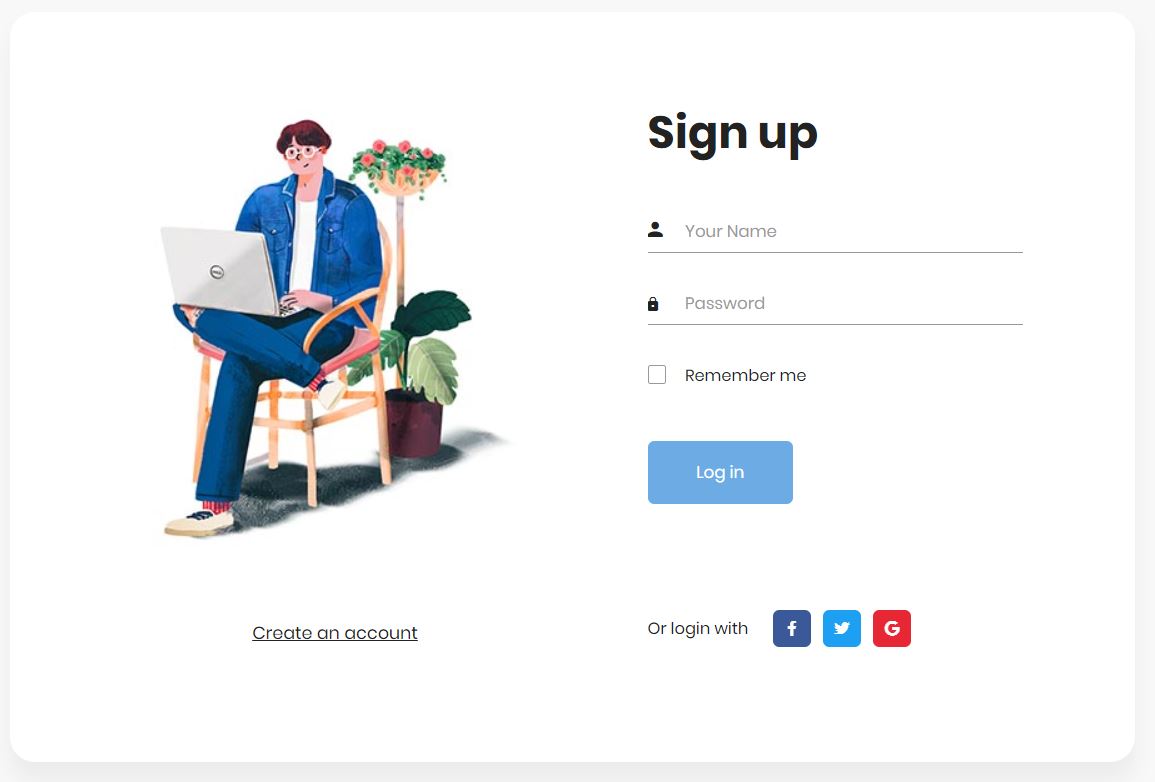 Sign up
Your Name
Password
Remember me
Log in
Create an account
Or login with